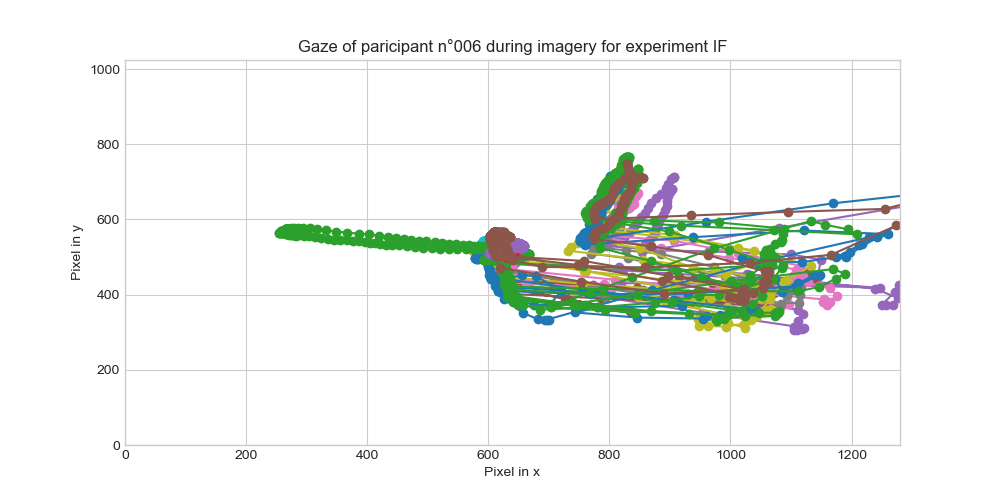 Gaze of paricipant n°006 during imagery for experiment IF
1000
800
600
400
200
0
Pixel in y
0 200 400 600 800 1000 1200
Pixel in x